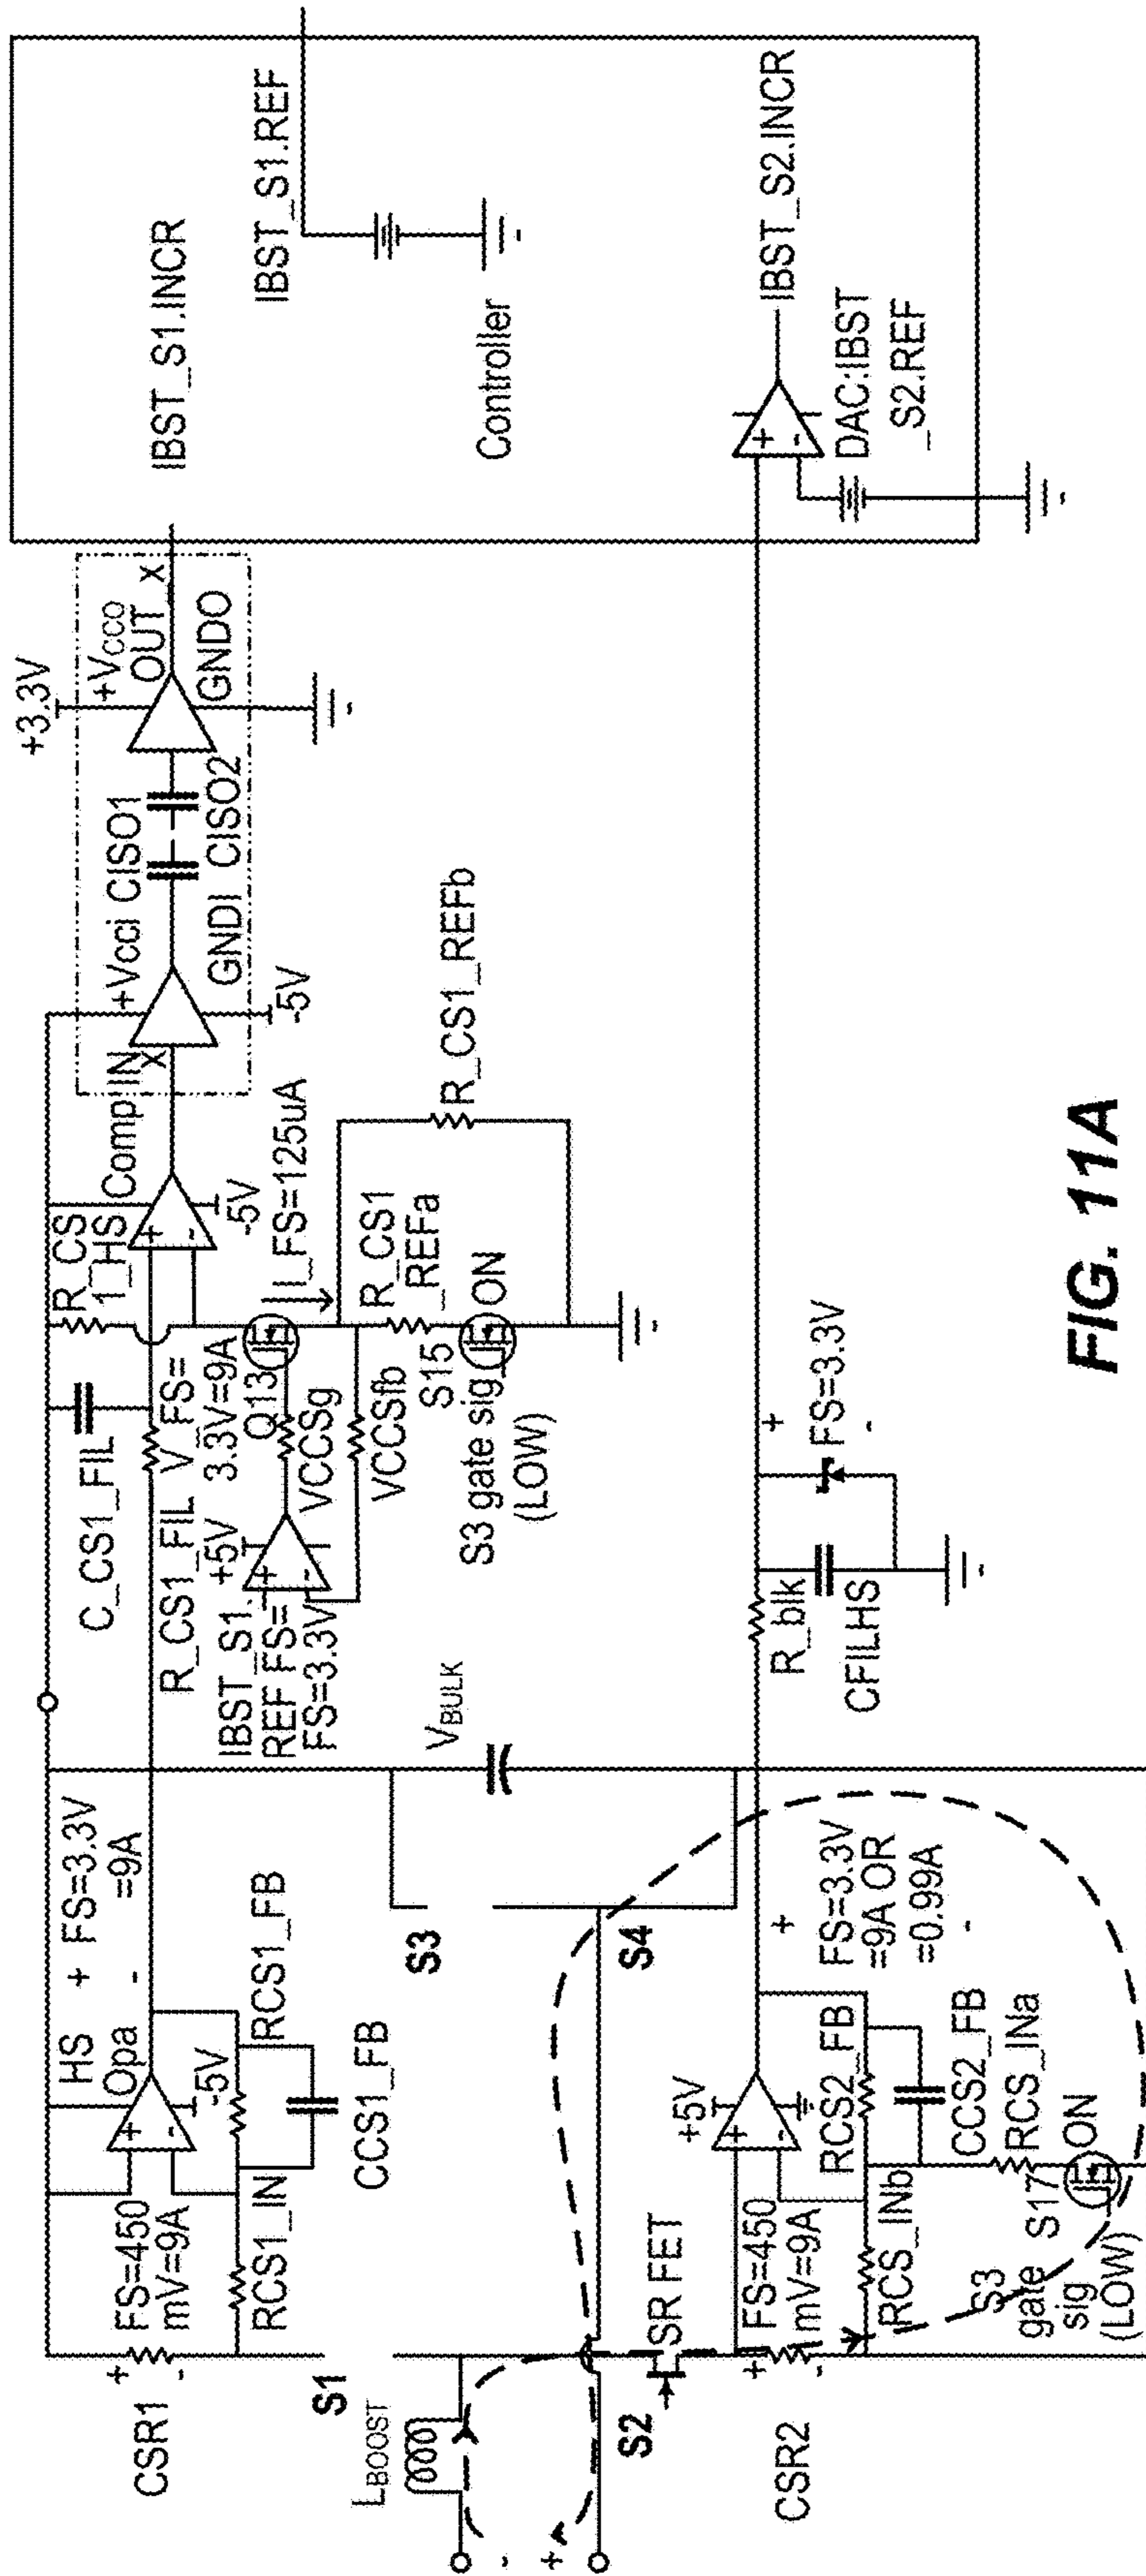 CSR1
+
-
FS=450
mV=9A
RCS1_IN
S1
+
-
HS
Opa
-5V
+ FS=3.3V
- =9A
RCS1_FB
CCS1_FB
C_CS1_FIL
R_CS1_FIL
V_FS=
3.3V=9A
R_CS
1_HS
+
-
Comp
-5V
IN
X
+Vcci
CISO1
GNDI
CISO2
-5V
+3.3V
+VCCO
OUT
X
GNDO
IBST_S1.INCR
IBST_S1.REF
Controller
IBST_S1.
REF FS=
FS=3.3V
+5V
+
-
Q13
VCCSg
VCCSfb
I_FS=125uA
R_CS1
_REFa
R_CS1_REFb
S15
ON
S3 gate sig
(LOW)
LBOOST
-
+
S3
VBULK
S4
S2
SR FET
CSR2
+
-
FS=450
mV=9A
RCS_INb
+5V
+
-
RCS2_FB
CCS2_FB
RCS_INa
S17
ON
S3
gate
sig
(LOW)
+
FS=3.3V
=9A OR
=0.99A
-
R_blk
CFILHS
+
FS=3.3V
-
+
-
IBST_S2.INCR
DAC:IBST
_S2.REF
FIG. 11A